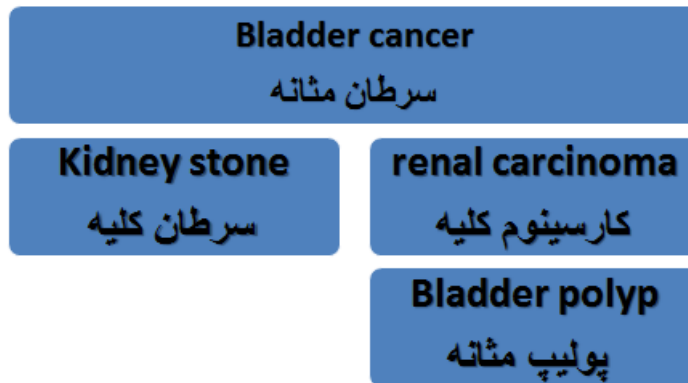 Bladder cancer
سرطان مثانه
Kidney stone
سرطان کلیه
renal carcinoma
کارسینوم کلیه
Bladder polyp
پولیپ مثانه